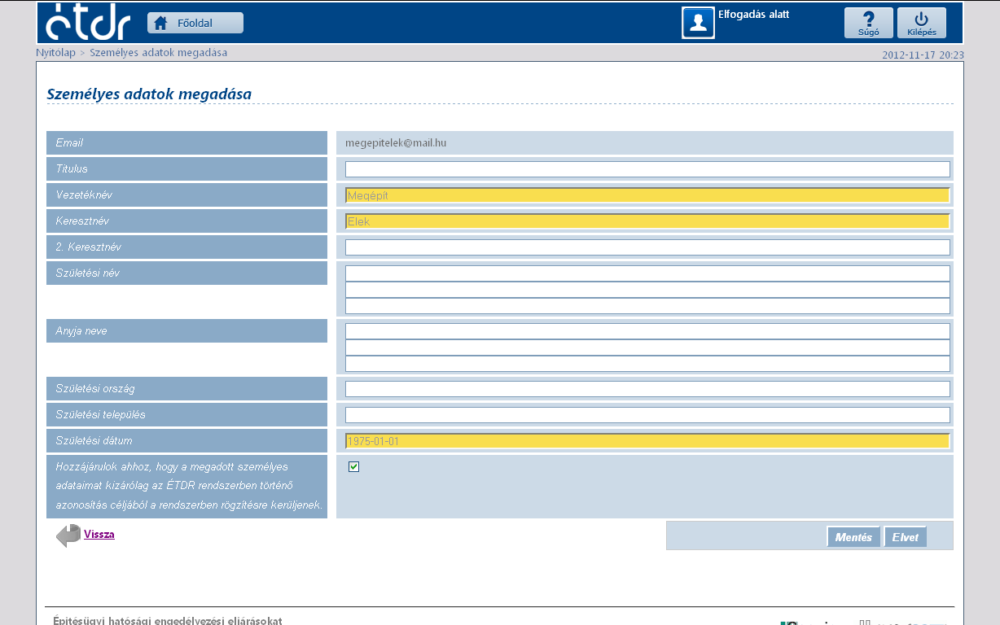 étdr
Főoldal
Elfogadás alatt
Súgó
Kilépés
Nyitólap > Személyes adatok megadása
2012-11-17 20:23
Személyes adatok megadása
Email
megepitelek@mail.hu
Titulus
Vezetéknév
Megépít
Keresztnév
Elek
2. Keresztnév
Születési név
Anyja neve
Születési ország
Születési település
Születési dátum
1975-01-01
Hozzájárulok ahhoz, hogy a megadott személyes
adataimat kizárólag az ÉTDR rendszerben történő
azonosítás céljából a rendszerben rögzítésre kerüljenek.
Vissza
Mentés
Elvet
Építésügyi hatósági engedélyezési eljárásokat